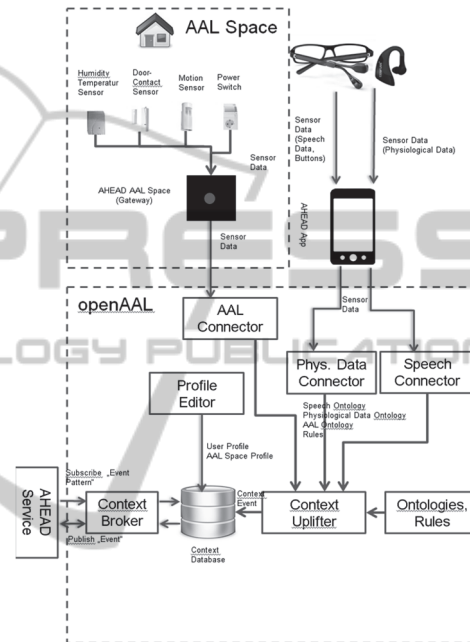 AAL Space
Humidity
Temperatur
Sensor
Door-
Contact
Sensor
Motion
Sensor
Power
Switch
Sensor
Data
AHEAD AAL Space
(Gateway)
Sensor
Data
Sensor
Data
(Speech
Data,
Buttons)
Sensor Data
(Physiological Data)
AHEAD App
Sensor
Data
openAAL
AAL
Connector
Phys. Data
Connector
Speech
Connector
Profile
Editor
Speech Ontology
Physiological Data Ontology
AAL Ontology
Rules
User Profile
AAL Space Profile
AHEAD
Service
Subscribe „Event
Pattern"
Publish „Event"
Context
Broker
Context
Database
Context
Event
Context
Uplifter
Ontologies,
Rules
PRESS
LOGY PUBLICATION